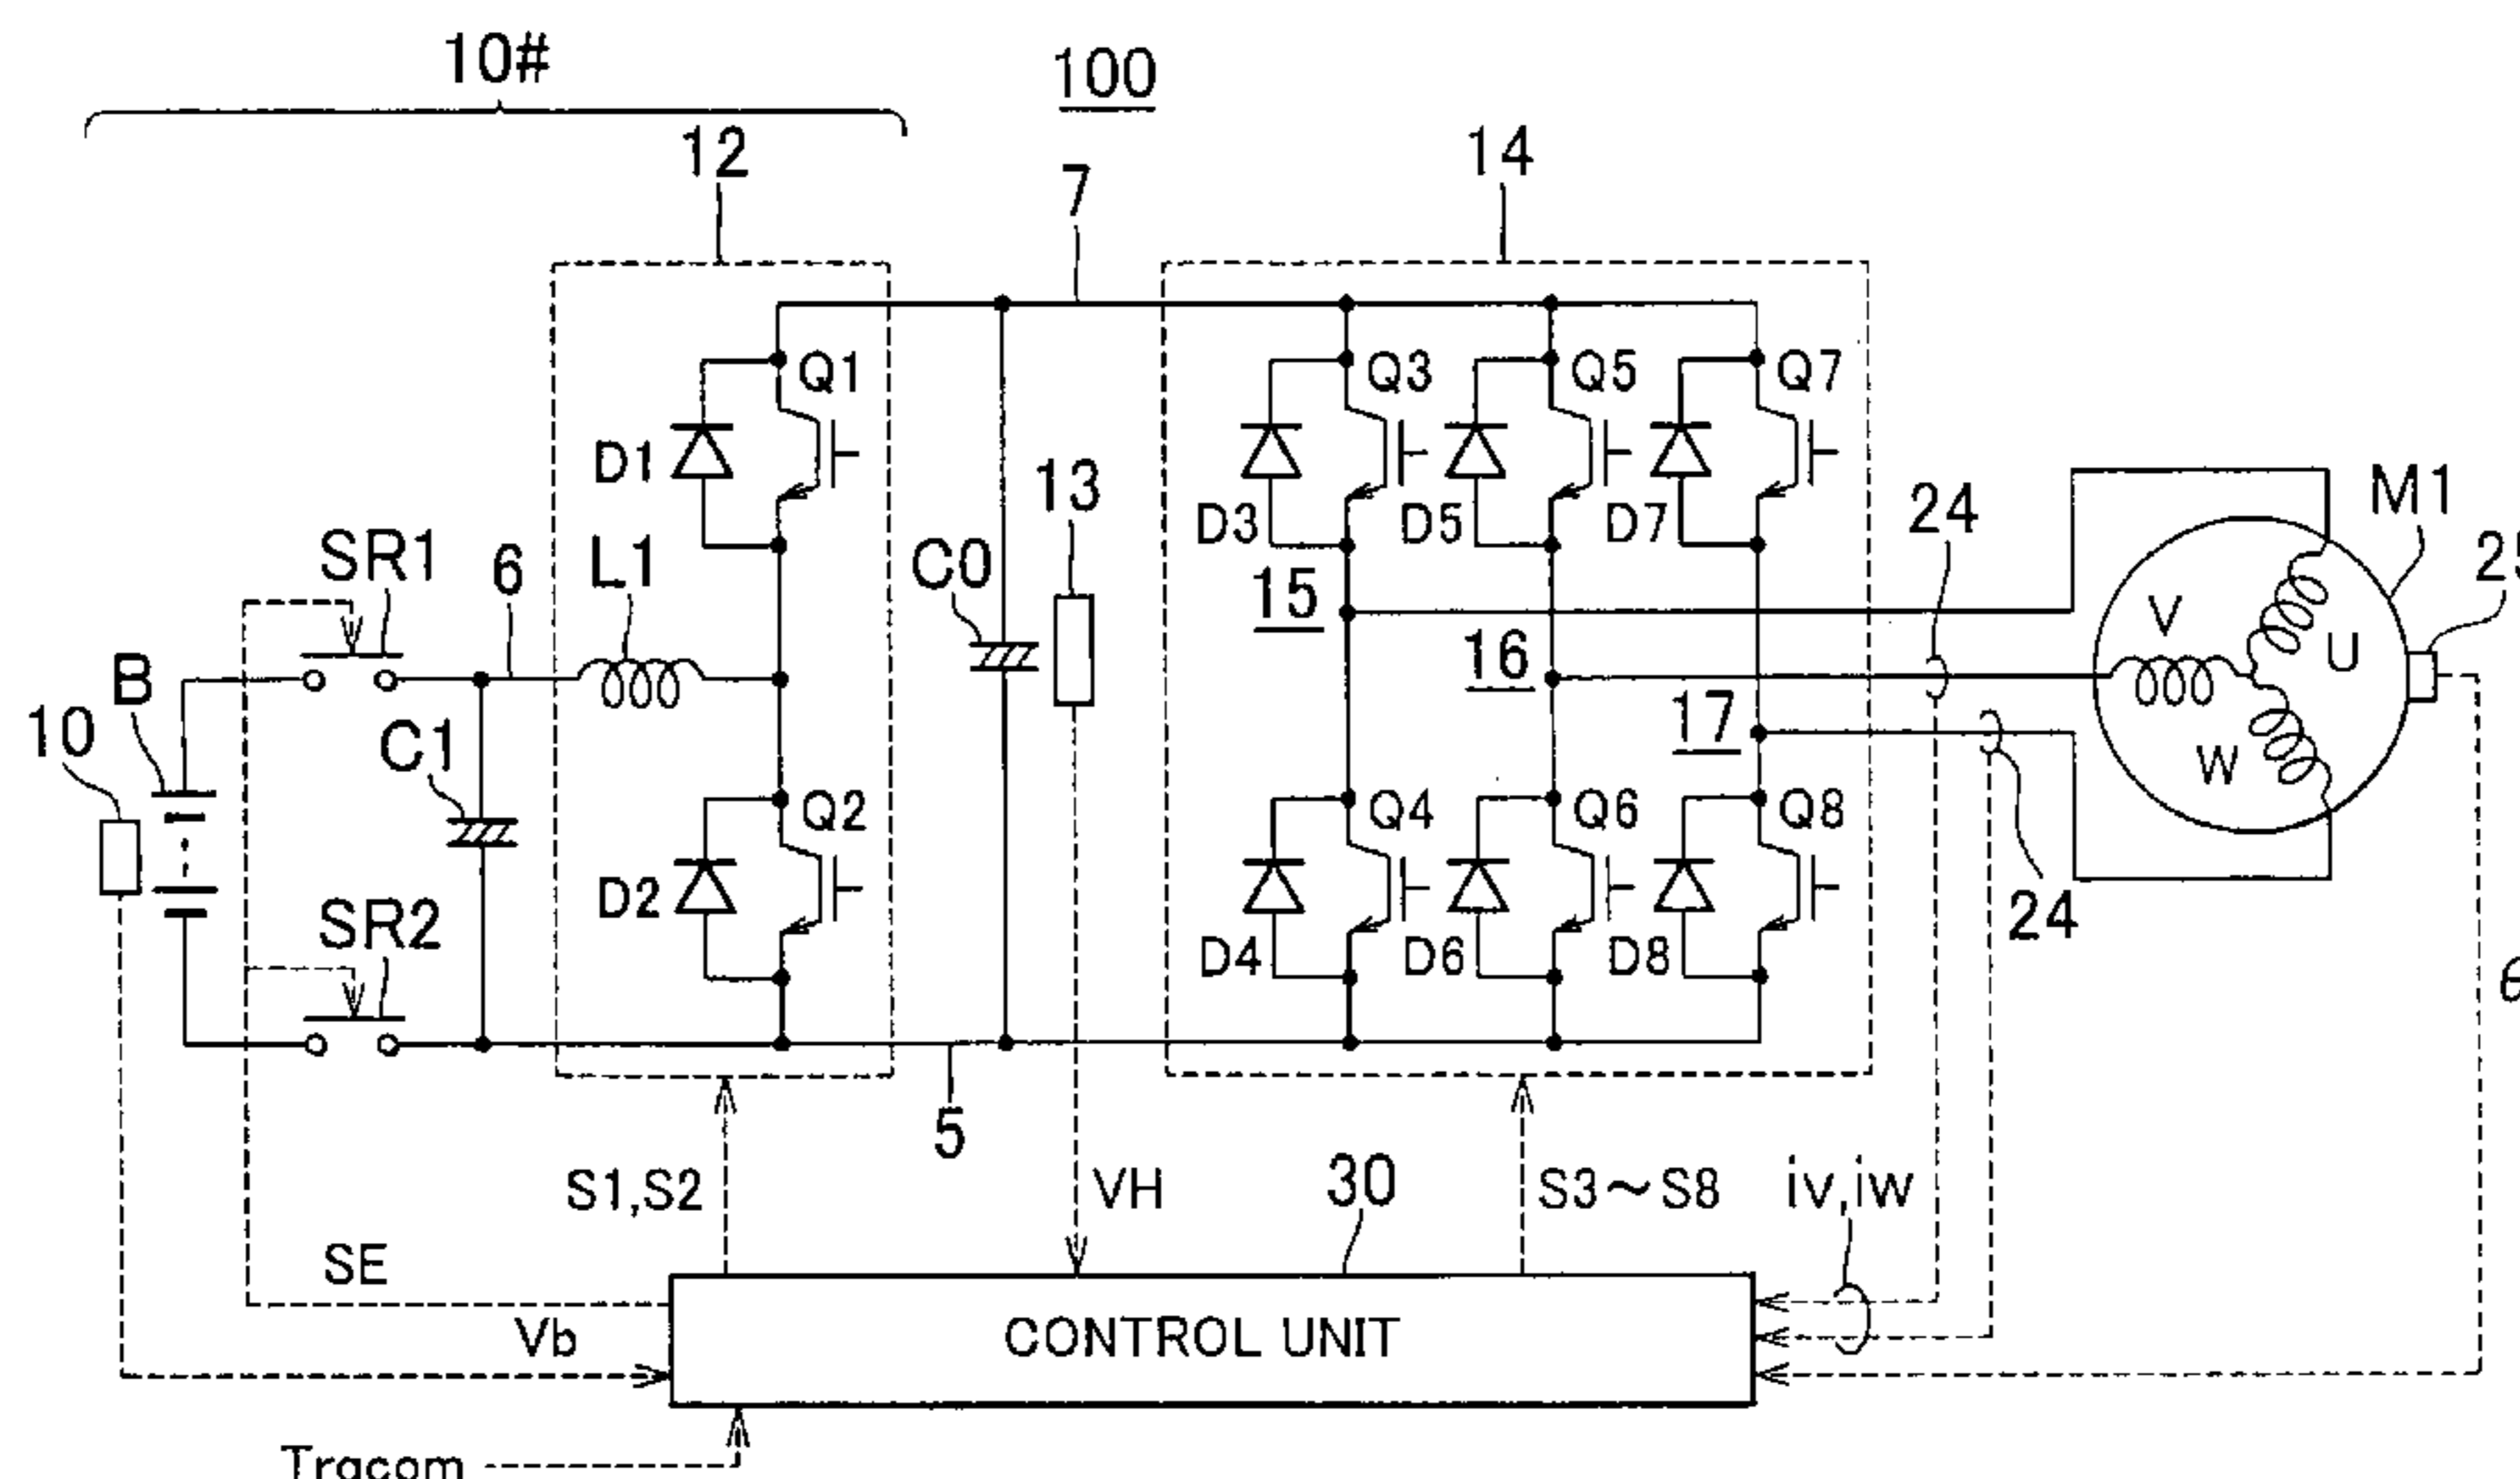 10#
100
12
14
7
Q1
Q3
Q5
Q7
D1
13
D3
D5
D7
24
M1
SR1
6
L1
C0
15
V
U
16
B
10
C1
17
W
Q2
Q4
Q6
Q8
D2
SR2
24
D4
D6
D8
5
S1,S2
VH
30
S3~S8
iv,iw
SE
Vb
CONTROL UNIT